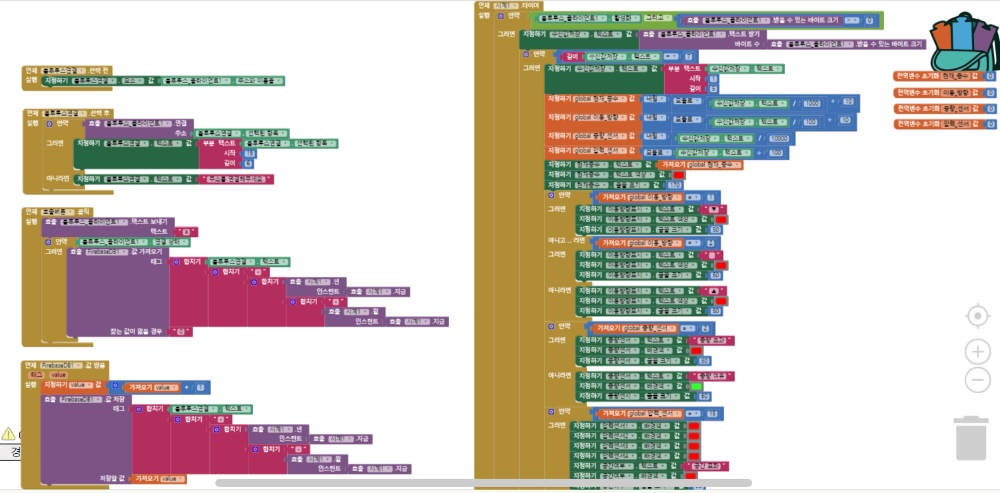 언제 블루투스연결 .선택 전
실행 지정하기 블루투스연결 . 요소 값 블루투스_클라이언트1 . 주소와 이름들
언제 블루투스연결 .선택 후
실행 만약 호출 블루투스_클라이언트1 .연결
주소 블루투스연결 . 선택된 항목
그러면 지정하기 블루투스연결 . 텍스트 값 부분 텍스트 블루투스연결 . 선택된 항목
시작 19
길이 6
아니라면 지정하기 블루투스연결 . 텍스트 값 " 주소를 연결해주세요 "
언제 호출버튼 .클릭
실행 호출 블루투스_클라이언트1 .텍스트 보내기
텍스트 " 3 "
만약 블루투스_클라이언트1 . 연결 상태
그러면 호출 FirebaseDB1 .값 가져오기
태그 합치기 블루투스연결 . 텍스트
합치기 " - "
합치기 호출 시계1 .년
인스턴트 호출 시계1 .지금
합치기 " - "
호출 시계1 .월
인스턴트 호출 시계1 .지금
찾는 값이 없을 경우 " 0 "
언제 FirebaseDB1 .값 받음
태그 value
실행 지정하기 value 값 가져오기 value + 1
호출 FirebaseDB1 .값 저장
태그 합치기 블루투스연결 . 텍스트
합치기 " - "
합치기 호출 시계1 .년
인스턴트 호출 시계1 .지금
합치기 " - "
호출 시계1 .월
인스턴트 호출 시계1 .지금
저장할 값 가져오기 value
경
언제 시계1 .타이머
실행 만약 블루투스_클라이언트1 . 활성화 그리고 호출 블루투스_클라이언트1 .받을 수 있는 바이트 크기 > 0
그러면 지정하기 수신값저장 . 텍스트 값 호출 블루투스_클라이언트1 .텍스트 받기
바이트 수 호출 블루투스_클라이언트1 .받을 수 있는 바이트 크기
만약 길이 수신값저장 . 텍스트 = 7
그러면 지정하기 수신값저장 . 텍스트 값 부분 텍스트 수신값저장 . 텍스트
시작 1
길이 5
지정하기 global 현재_층수 값 내림 모듈로 수신값저장 . 텍스트 / 1000 ÷ 10
지정하기 global 이동_방향 값 내림 모듈로 수신값저장 . 텍스트 / 100 ÷ 10
지정하기 global 중량_센서 값 내림 수신값저장 . 텍스트 / 10000
지정하기 global 압력_센서 값 모듈로 수신값저장 . 텍스트 ÷ 100
지정하기 현재층수 . 텍스트 값 가져오기 global 현재_층수
지정하기 현재층수 . 텍스트 색상 값
지정하기 현재층수 . 글꼴 크기 값 170
만약 가져오기 global 이동_방향 = 1
그러면 지정하기 이동방향표시 . 텍스트 값 " ▼ "
지정하기 이동방향표시 . 텍스트 색상 값
지정하기 이동방향표시 . 글꼴 크기 값 50
아니고 ... 라면 가져오기 global 이동_방향 = 2
그러면 지정하기 이동방향표시 . 텍스트 값 " "
지정하기 이동방향표시 . 텍스트 색상 값
지정하기 이동방향표시 . 글꼴 크기 값 50
아니라면 지정하기 이동방향표시 . 텍스트 값 " ▲ "
지정하기 이동방향표시 . 텍스트 색상 값
지정하기 이동방향표시 . 글꼴 크기 값 50
만약 가져오기 global 중량_센서 = 2
그러면 지정하기 중량센서 . 텍스트 값 " 중량 초과 "
지정하기 중량센서 . 배경색 값
지정하기 중량센서 . 글꼴 크기 값 30
아니라면 지정하기 중량센서 . 텍스트 값 " 중량 여유 "
지정하기 중량센서 . 배경색 값
지정하기 중량센서 . 글꼴 크기 값 30
만약 가져오기 global 압력_센서 = 15
그러면 지정하기 압력센서1 . 배경색 값
지정하기 압력센서2 . 배경색 값
지정하기 압력센서3 . 배경색 값
지정하기 압력센서4 . 배경색 값
지정하기 공간여부 . 텍스트 값 " 공간 포화 "
지정하기 공간여부 . 배경색 값
전역변수 초기화 현재_층수 값 0
전역변수 초기화 이동_방향 값 0
전역변수 초기화 중량_센서 값 0
전역변수 초기화 압력_센서 값 0